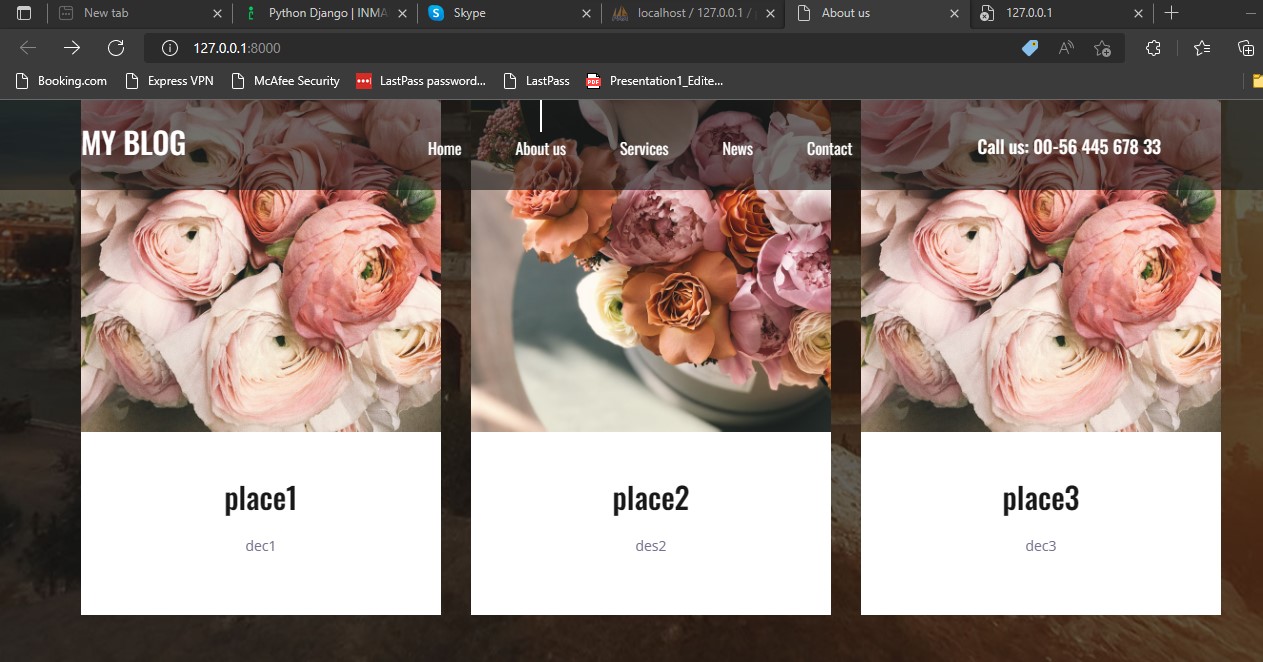 New tab
Python Django | INMA
Skype
localhost / 127.0.0.1 /
About us
127.0.0.1
127.0.0.1:8000
Booking.com
Express VPN
McAfee Security
LastPass password...
LastPass
PDF
Presentation1_Edite...
MY BLOG
Home
About us
Services
News
Contact
Call us: 00-56 445 678 33
place1
place2
place3
dec1
des2
dec3